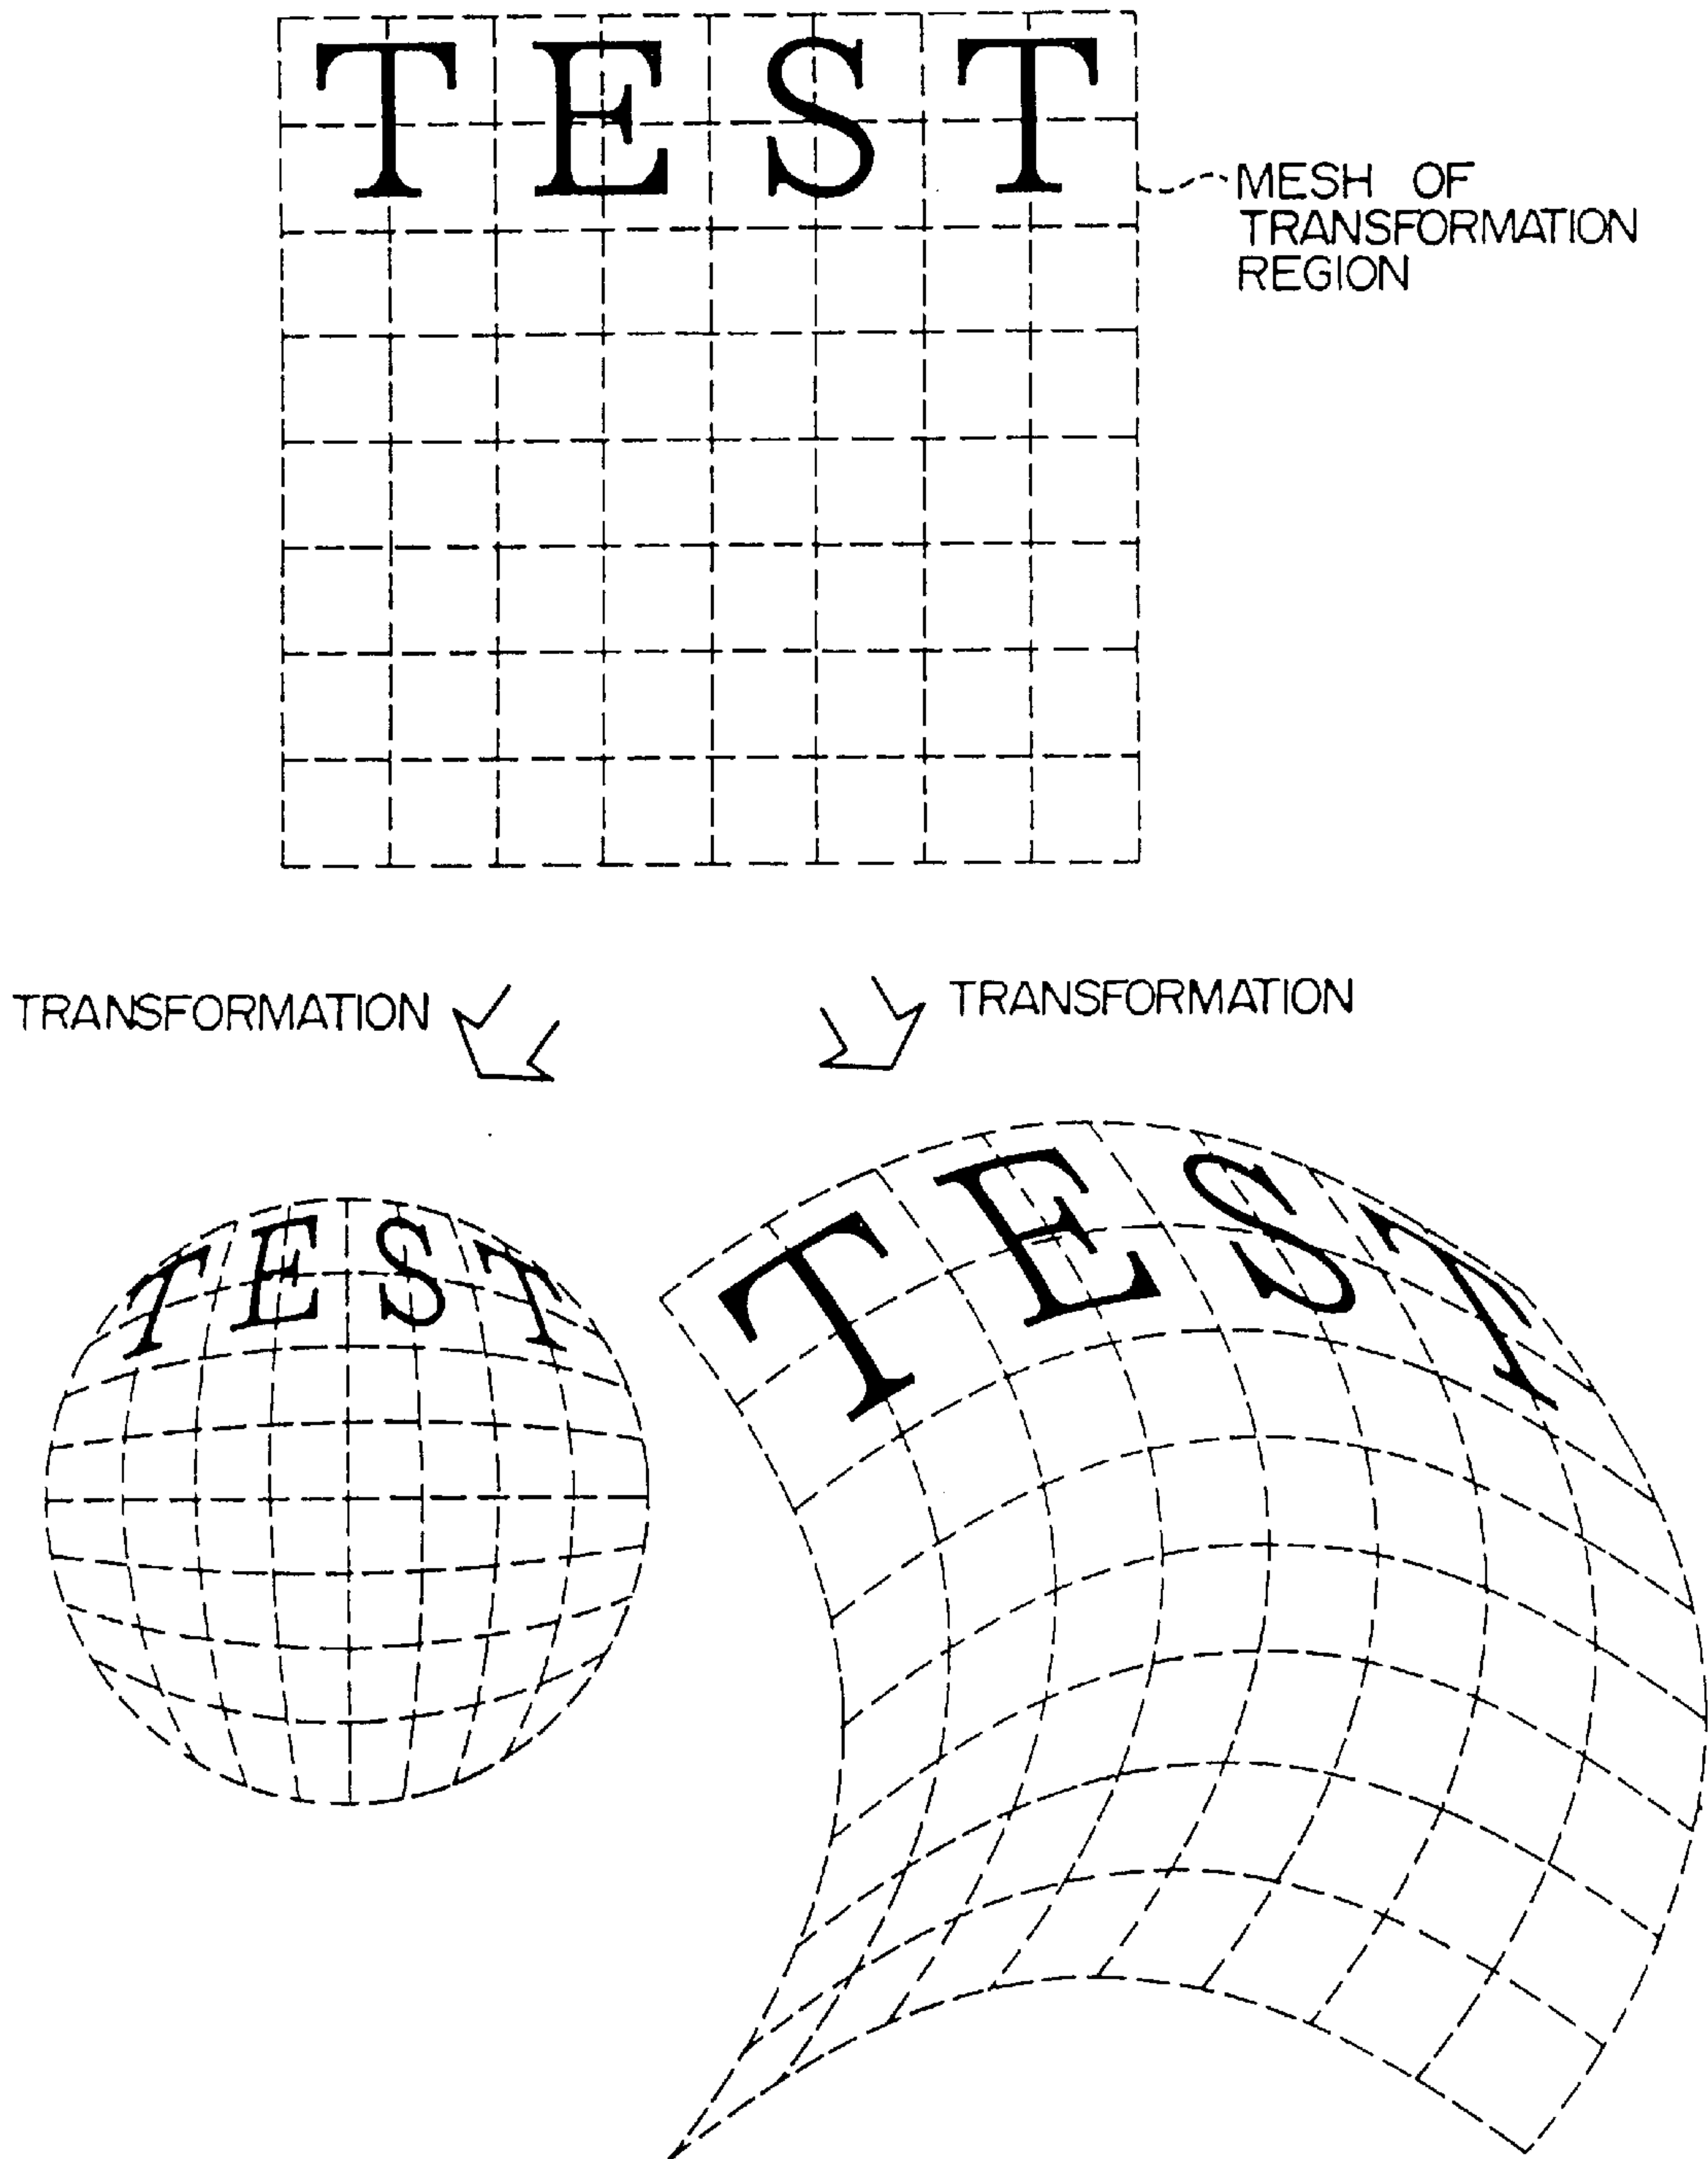 TEST
MESH OF
TRANSFORMATION
REGION
TRANSFORMATION
TRANSFORMATION
TEST
TEST